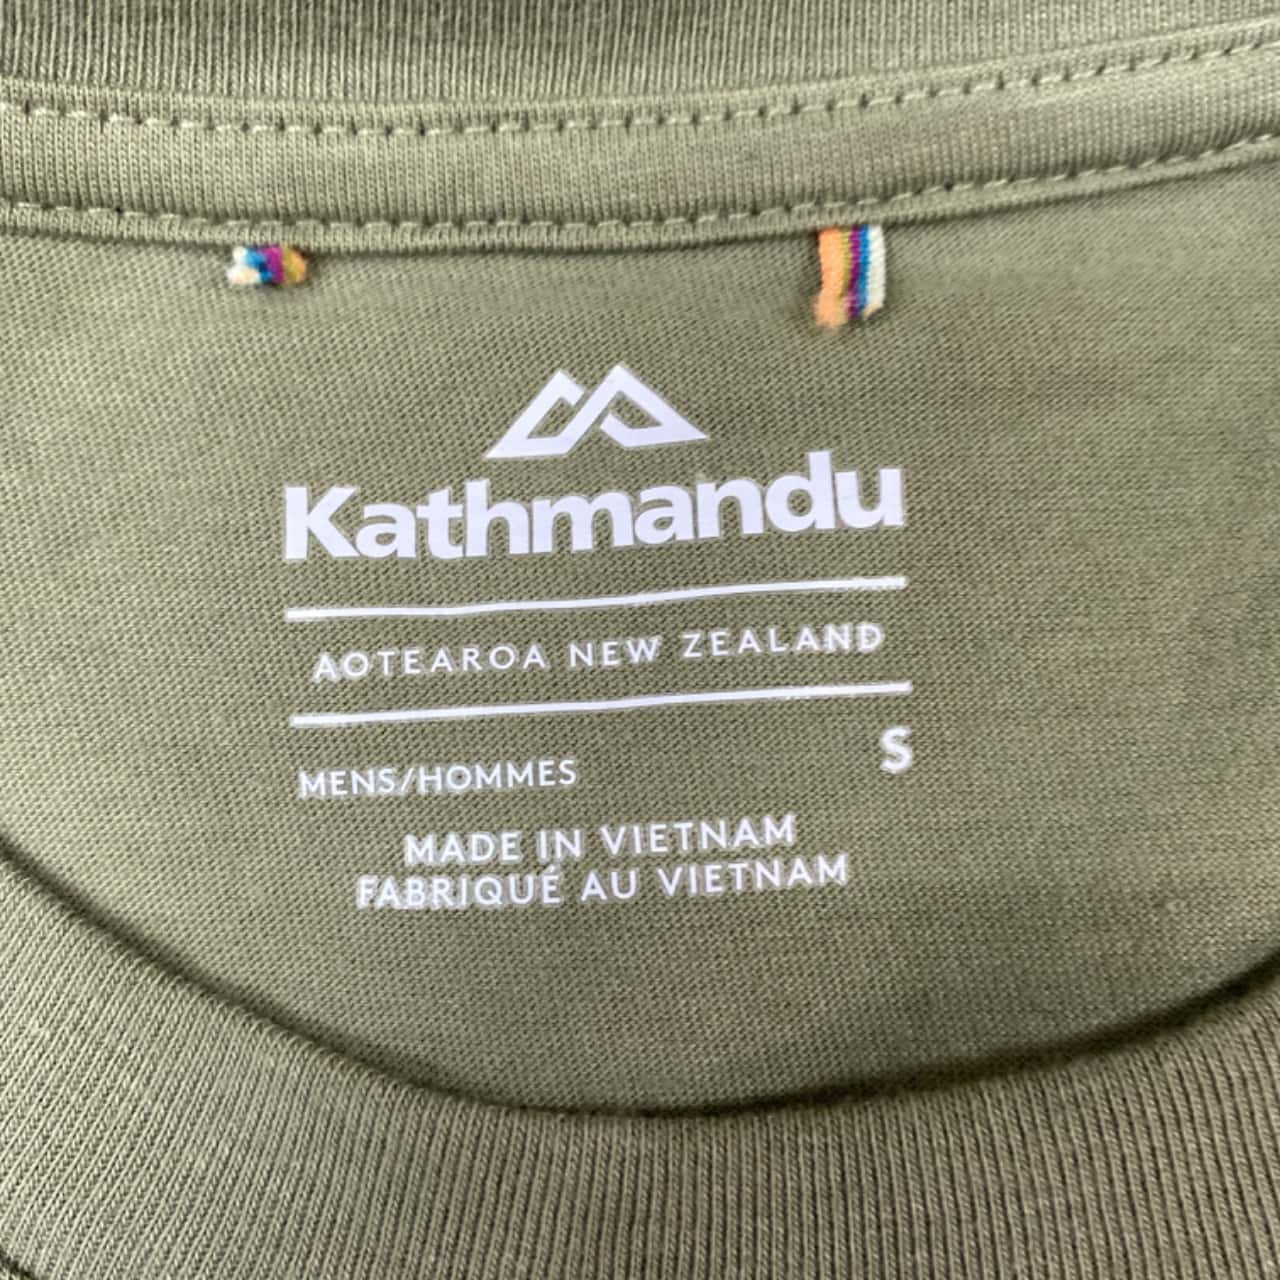 Kathmandu
AOTEAROA NEW ZEALAND
MENS/HOMMES S
MADE IN VIETNAM
FABRIQUÉ AU VIETNAM